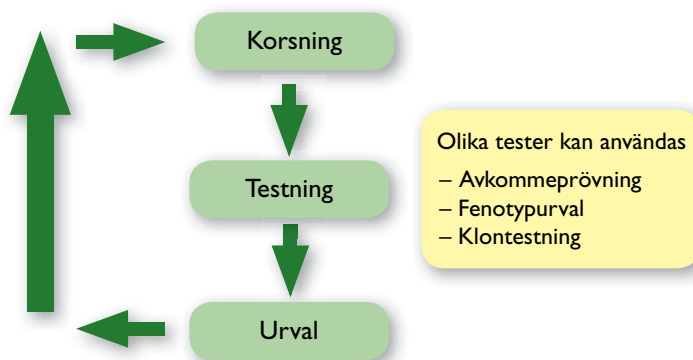 Korsning
Testning
Olika tester kan användas
– Avkommeprövning
– Fenotypurval
– Klontestning
Urval